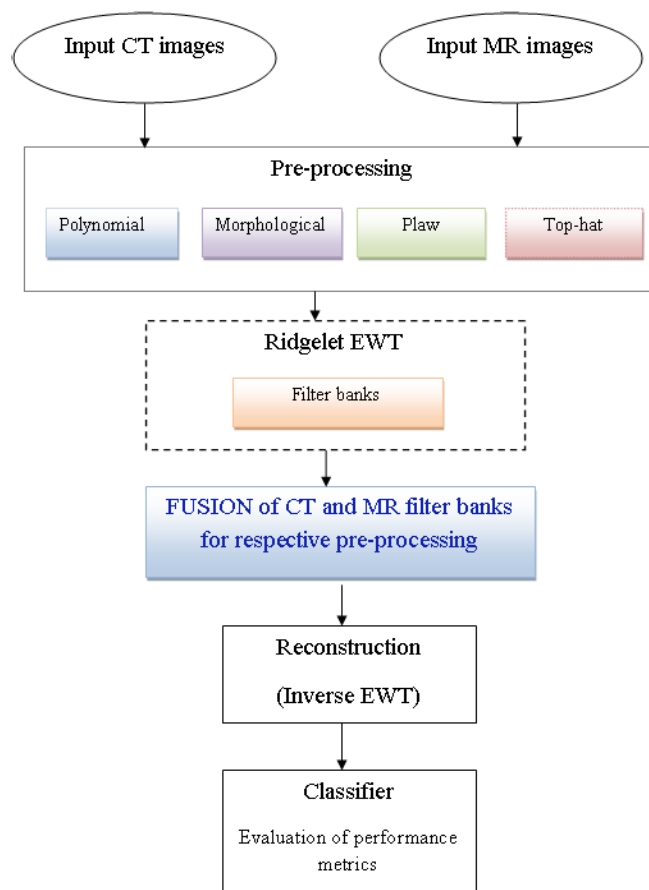 Input CT images
Input MR images
Pre-processing
Polynomial
Morphological
Plaw
Top-hat
Ridgelet EWT
Filter banks
FUSION of CT and MR filter banks
for respective pre-processing
Reconstruction
(Inverse EWT)
Classifier
Evaluation of performance
metrics